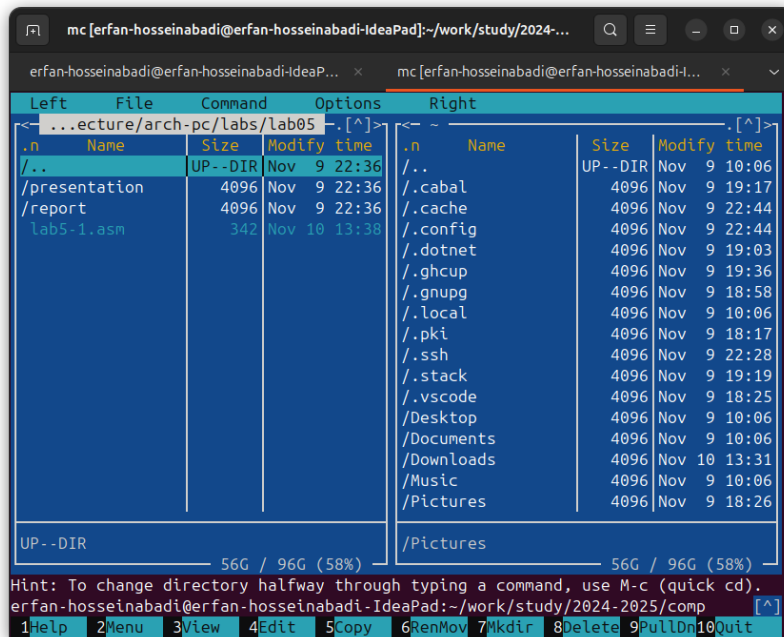 mc [erfan-hosseinabadi@erfan-hosseinabadi-IdeaPad]:~/work/study/2024-...
erfan-hosseinabadi@erfan-hosseinabadi-IdeaP... × mc [erfan-hosseinabadi@erfan-hosseinabadi-I... ×
Left File Command Options Right
<─ ...ecture/arch-pc/labs/lab05 ─.[^]>
.n Name Size Modify time
/.. UP--DIR Nov 9 22:36
/presentation 4096 Nov 9 22:36
/report 4096 Nov 9 22:36
lab5-1.asm 342 Nov 10 13:38
UP--DIR
56G / 96G (58%)
<─ ~ ─.[^]>
.n Name Size Modify time
/.. UP--DIR Nov 9 10:06
/.cabal 4096 Nov 9 19:17
/.cache 4096 Nov 9 22:44
/.config 4096 Nov 9 22:44
/.dotnet 4096 Nov 9 19:03
/.ghcup 4096 Nov 9 19:36
/.gnupg 4096 Nov 9 18:58
/.local 4096 Nov 9 10:06
/.pki 4096 Nov 9 18:17
/.ssh 4096 Nov 9 22:28
/.stack 4096 Nov 9 19:19
/.vscode 4096 Nov 9 18:25
/Desktop 4096 Nov 9 10:06
/Documents 4096 Nov 9 10:06
/Downloads 4096 Nov 10 13:31
/Music 4096 Nov 9 10:06
/Pictures 4096 Nov 9 18:26
/Pictures
56G / 96G (58%)
Hint: To change directory halfway through typing a command, use M-c (quick cd).
erfan-hosseinabadi@erfan-hosseinabadi-IdeaPad:~/work/study/2024-2025/comp [^]
1Help 2Menu 3View 4Edit 5Copy 6RenMov 7Mkdir 8Delete 9PullDn 10Quit